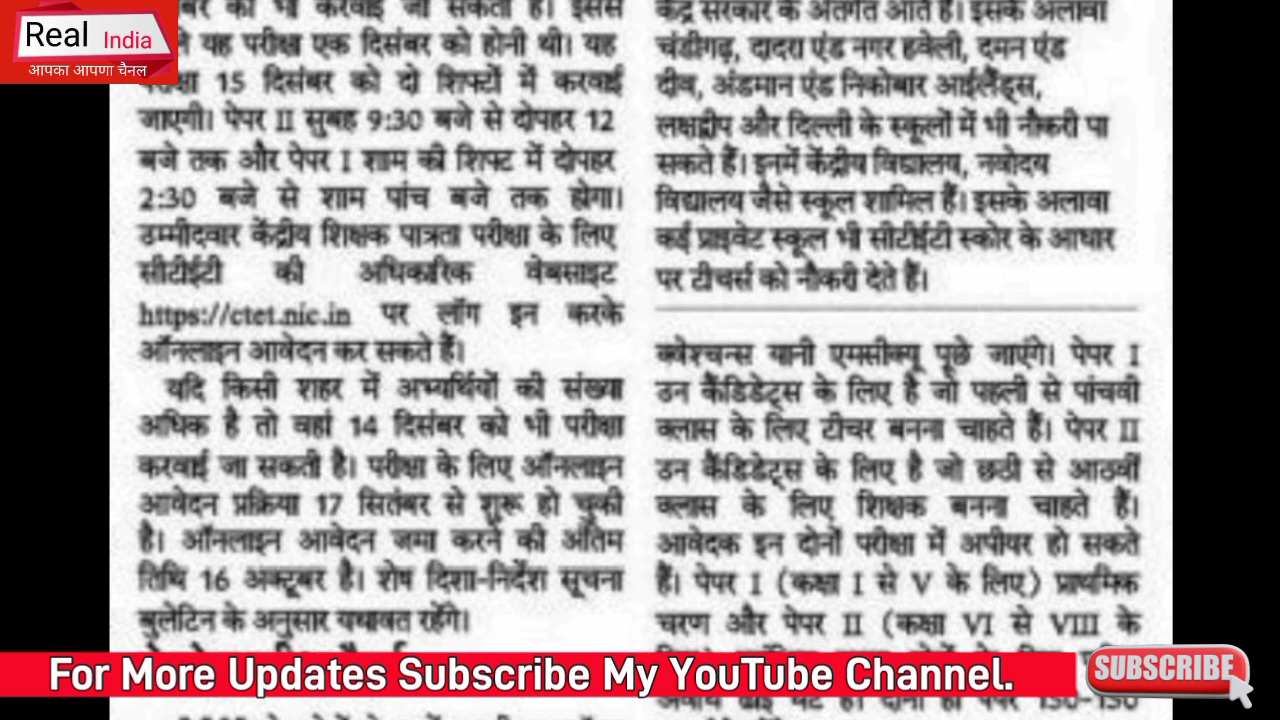 Real India
आपका आपणा चैनल
बर को भी करवाई जा सकती है। इससे
यह परीक्षा एक दिसंबर को होनी थी। यह
परीक्षा 15 दिसंबर को दो शिफ्टों में करवाई
जाएगी। पेपर II सुबह 9:30 बजे से दोपहर 12
बजे तक और पेपर I शाम की शिफ्ट में दोपहर
2:30 बजे से शाम पांच बजे तक होगा।
उम्मीदवार केंद्रीय शिक्षक पात्रता परीक्षा के लिए
सीटीईटी की अधिकारिक वेबसाइट
https://ctet.nic.in पर लॉग इन करके
ऑनलाइन आवेदन कर सकते हैं।
यदि किसी शहर में अभ्यर्थियों की संख्या
अधिक है तो वहां 14 दिसंबर को भी परीक्षा
करवाई जा सकती है। परीक्षा के लिए ऑनलाइन
आवेदन प्रक्रिया 17 सितंबर से शुरू हो चुकी
है। ऑनलाइन आवेदन जमा करने की अंतिम
तिथि 16 अक्टूबर है। शेष दिशा-निर्देश सूचना
बुलेटिन के अनुसार यथावत रहेंगे।
केंद्र सरकार के अंतर्गत आते हैं। इसके अलावा
चंडीगढ़, दादरा एंड नगर हवेली, दमन एंड
दीव, अंडमान एंड निकोबार आईलैंड्स,
लक्षद्वीप और दिल्ली के स्कूलों में भी नौकरी पा
सकते हैं। इनमें केंद्रीय विद्यालय, नवोदय
विद्यालय जैसे स्कूल शामिल हैं। इसके अलावा
कई प्राइवेट स्कूल भी सीटीईटी स्कोर के आधार
पर टीचर्स को नौकरी देते हैं।
क्वेश्चन्स यानी एमसीक्यू पूछे जाएंगे। पेपर I
उन कैंडिडेट्स के लिए है जो पहली से पांचवी
क्लास के लिए टीचर बनना चाहते हैं। पेपर II
उन कैंडिडेट्स के लिए है जो छठी से आठवीं
क्लास के लिए शिक्षक बनना चाहते हैं।
आवेदक इन दोनों परीक्षा में अपीयर हो सकते
हैं। पेपर I (कक्षा I से V के लिए) प्राथमिक
चरण और पेपर II (कक्षा VI से VIII के
For More Updates Subscribe My YouTube Channel.
SUBSCRIBE